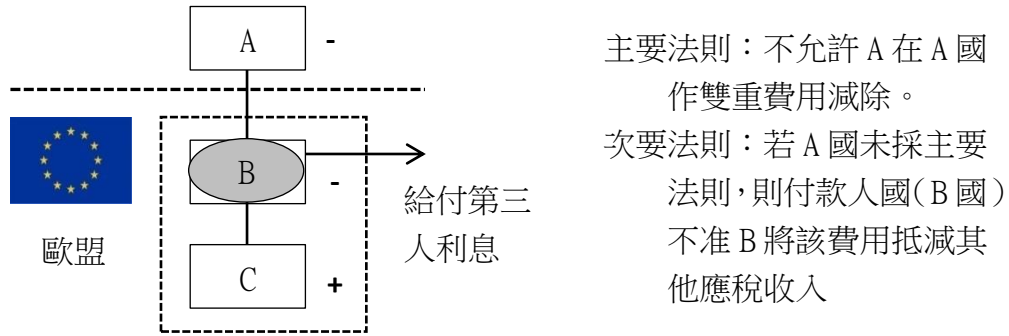 A
-
主要法則：不允許A在A國
作雙重費用減除。
次要法則：若A國未採主要
法則，則付款人國(B國)
不准B將該費用抵減其
他應稅收入
B
-
給付第三
人利息
歐盟
C
+